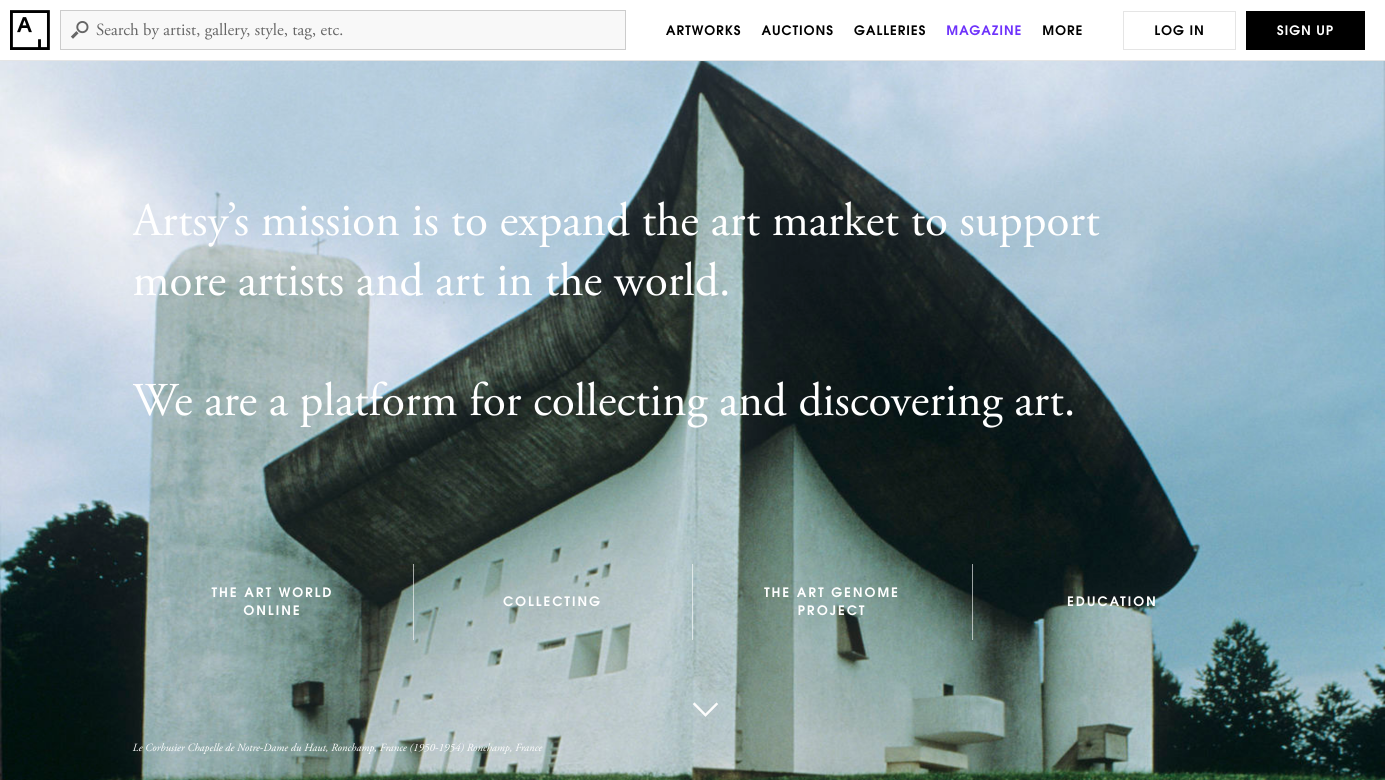 A
Search by artist, gallery, style, tag, etc.
ARTWORKS AUCTIONS GALLERIES MAGAZINE MORE LOG IN SIGN UP
Artsy’s mission is to expand the art market to support
more artists and art in the world.
We are a platform for collecting and discovering art.
THE ART WORLD
ONLINE
COLLECTING
THE ART GENOME
PROJECT
EDUCATION
Le Corbusier Chapelle de Notre-Dame du Haut, Ronchamp, France (1950-1954) Ronchamp, France